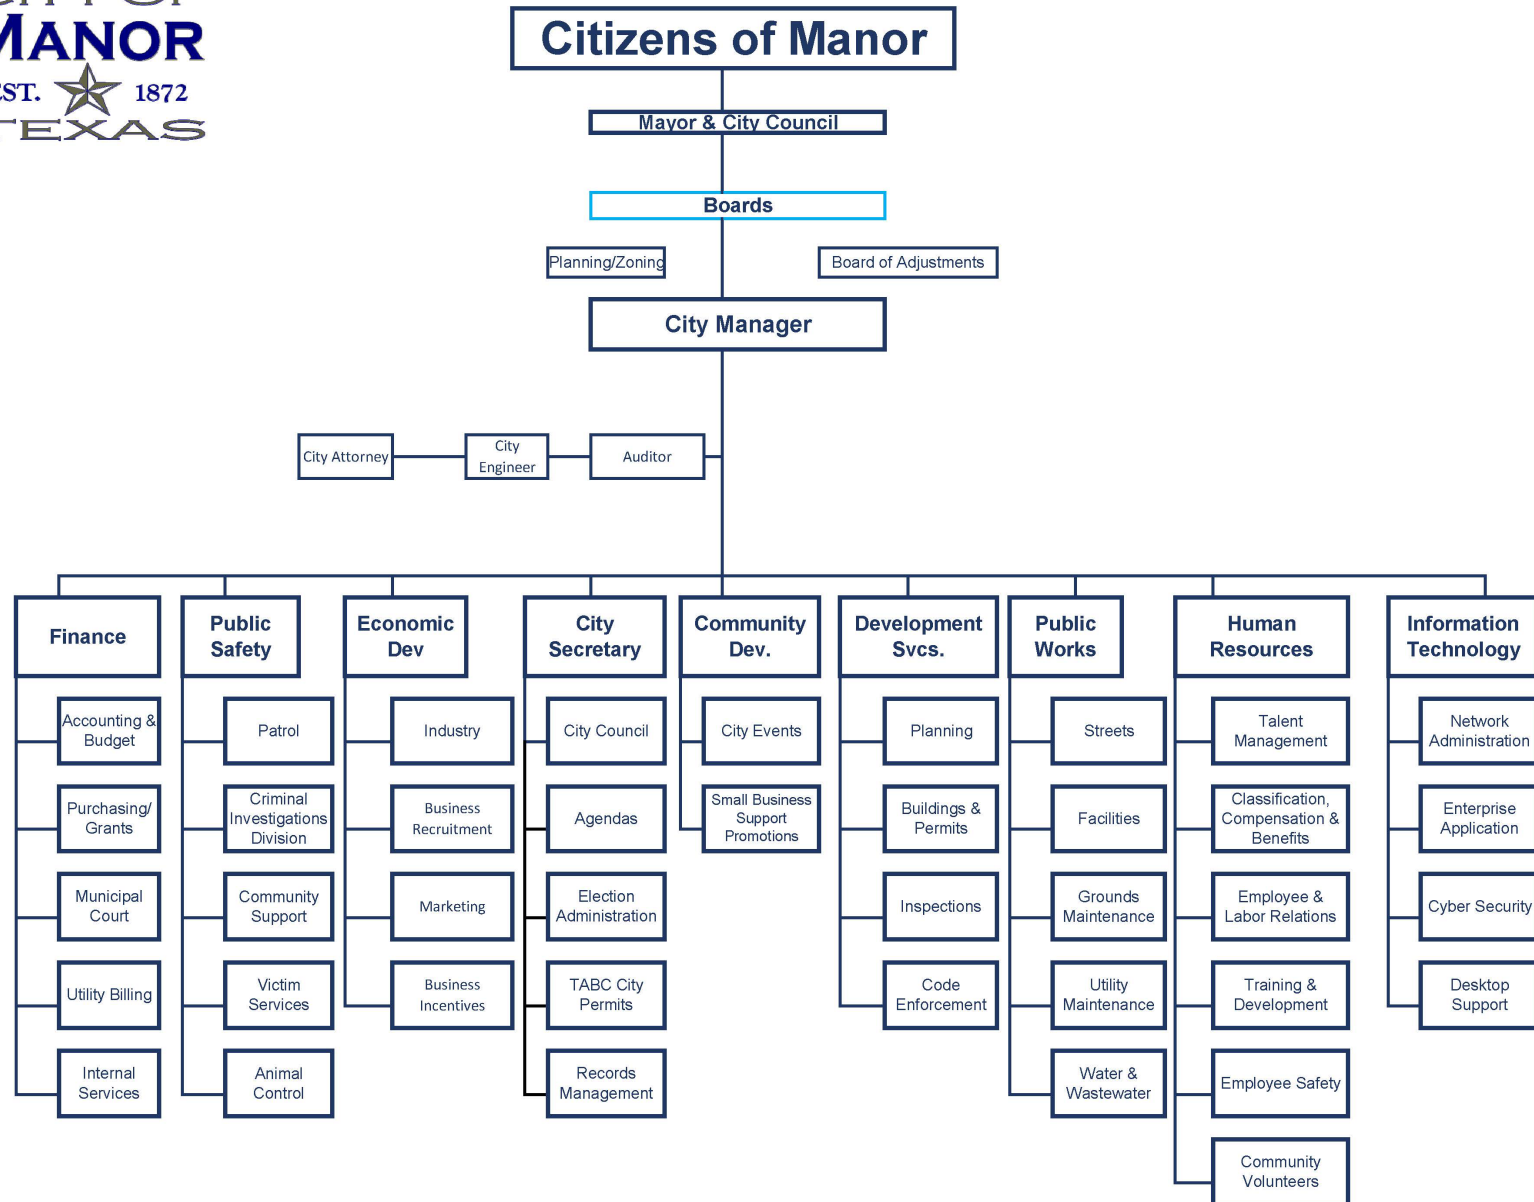 CITY OF
MANOR
EST. 1872
TEXAS
Citizens of Manor
Mayor & City Council
Boards
Planning/Zoning
Board of Adjustments
City Manager
City Attorney
City
Engineer
Auditor
Finance
Accounting &
Budget
Purchasing/
Grants
Municipal
Court
Utility Billing
Internal
Services
Public
Safety
Patrol
Criminal
Investigations
Division
Community
Support
Victim
Services
Animal
Control
Economic
Dev
Industry
Business
Recruitment
Marketing
Business
Incentives
City
Secretary
City Council
Agendas
Election
Administration
TABC City
Permits
Records
Management
Community
Dev.
City Events
Small Business
Support
Promotions
Development
Svcs.
Planning
Buildings &
Permits
Inspections
Code
Enforcement
Public
Works
Streets
Facilities
Grounds
Maintenance
Utility
Maintenance
Water &
Wastewater
Human
Resources
Talent
Management
Classification,
Compensation &
Benefits
Employee &
Labor Relations
Training &
Development
Employee Safety
Community
Volunteers
Information
Technology
Network
Administration
Enterprise
Application
Cyber Security
Desktop
Support